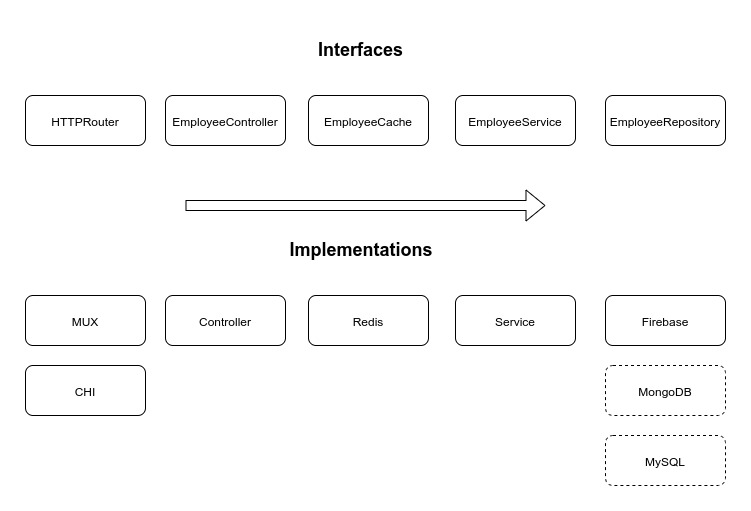 Interfaces
HTTPRouter
EmployeeController
EmployeeCache
EmployeeService
EmployeeRepository
Implementations
MUX
Controller
Redis
Service
Firebase
CHI
MongoDB
MySQL